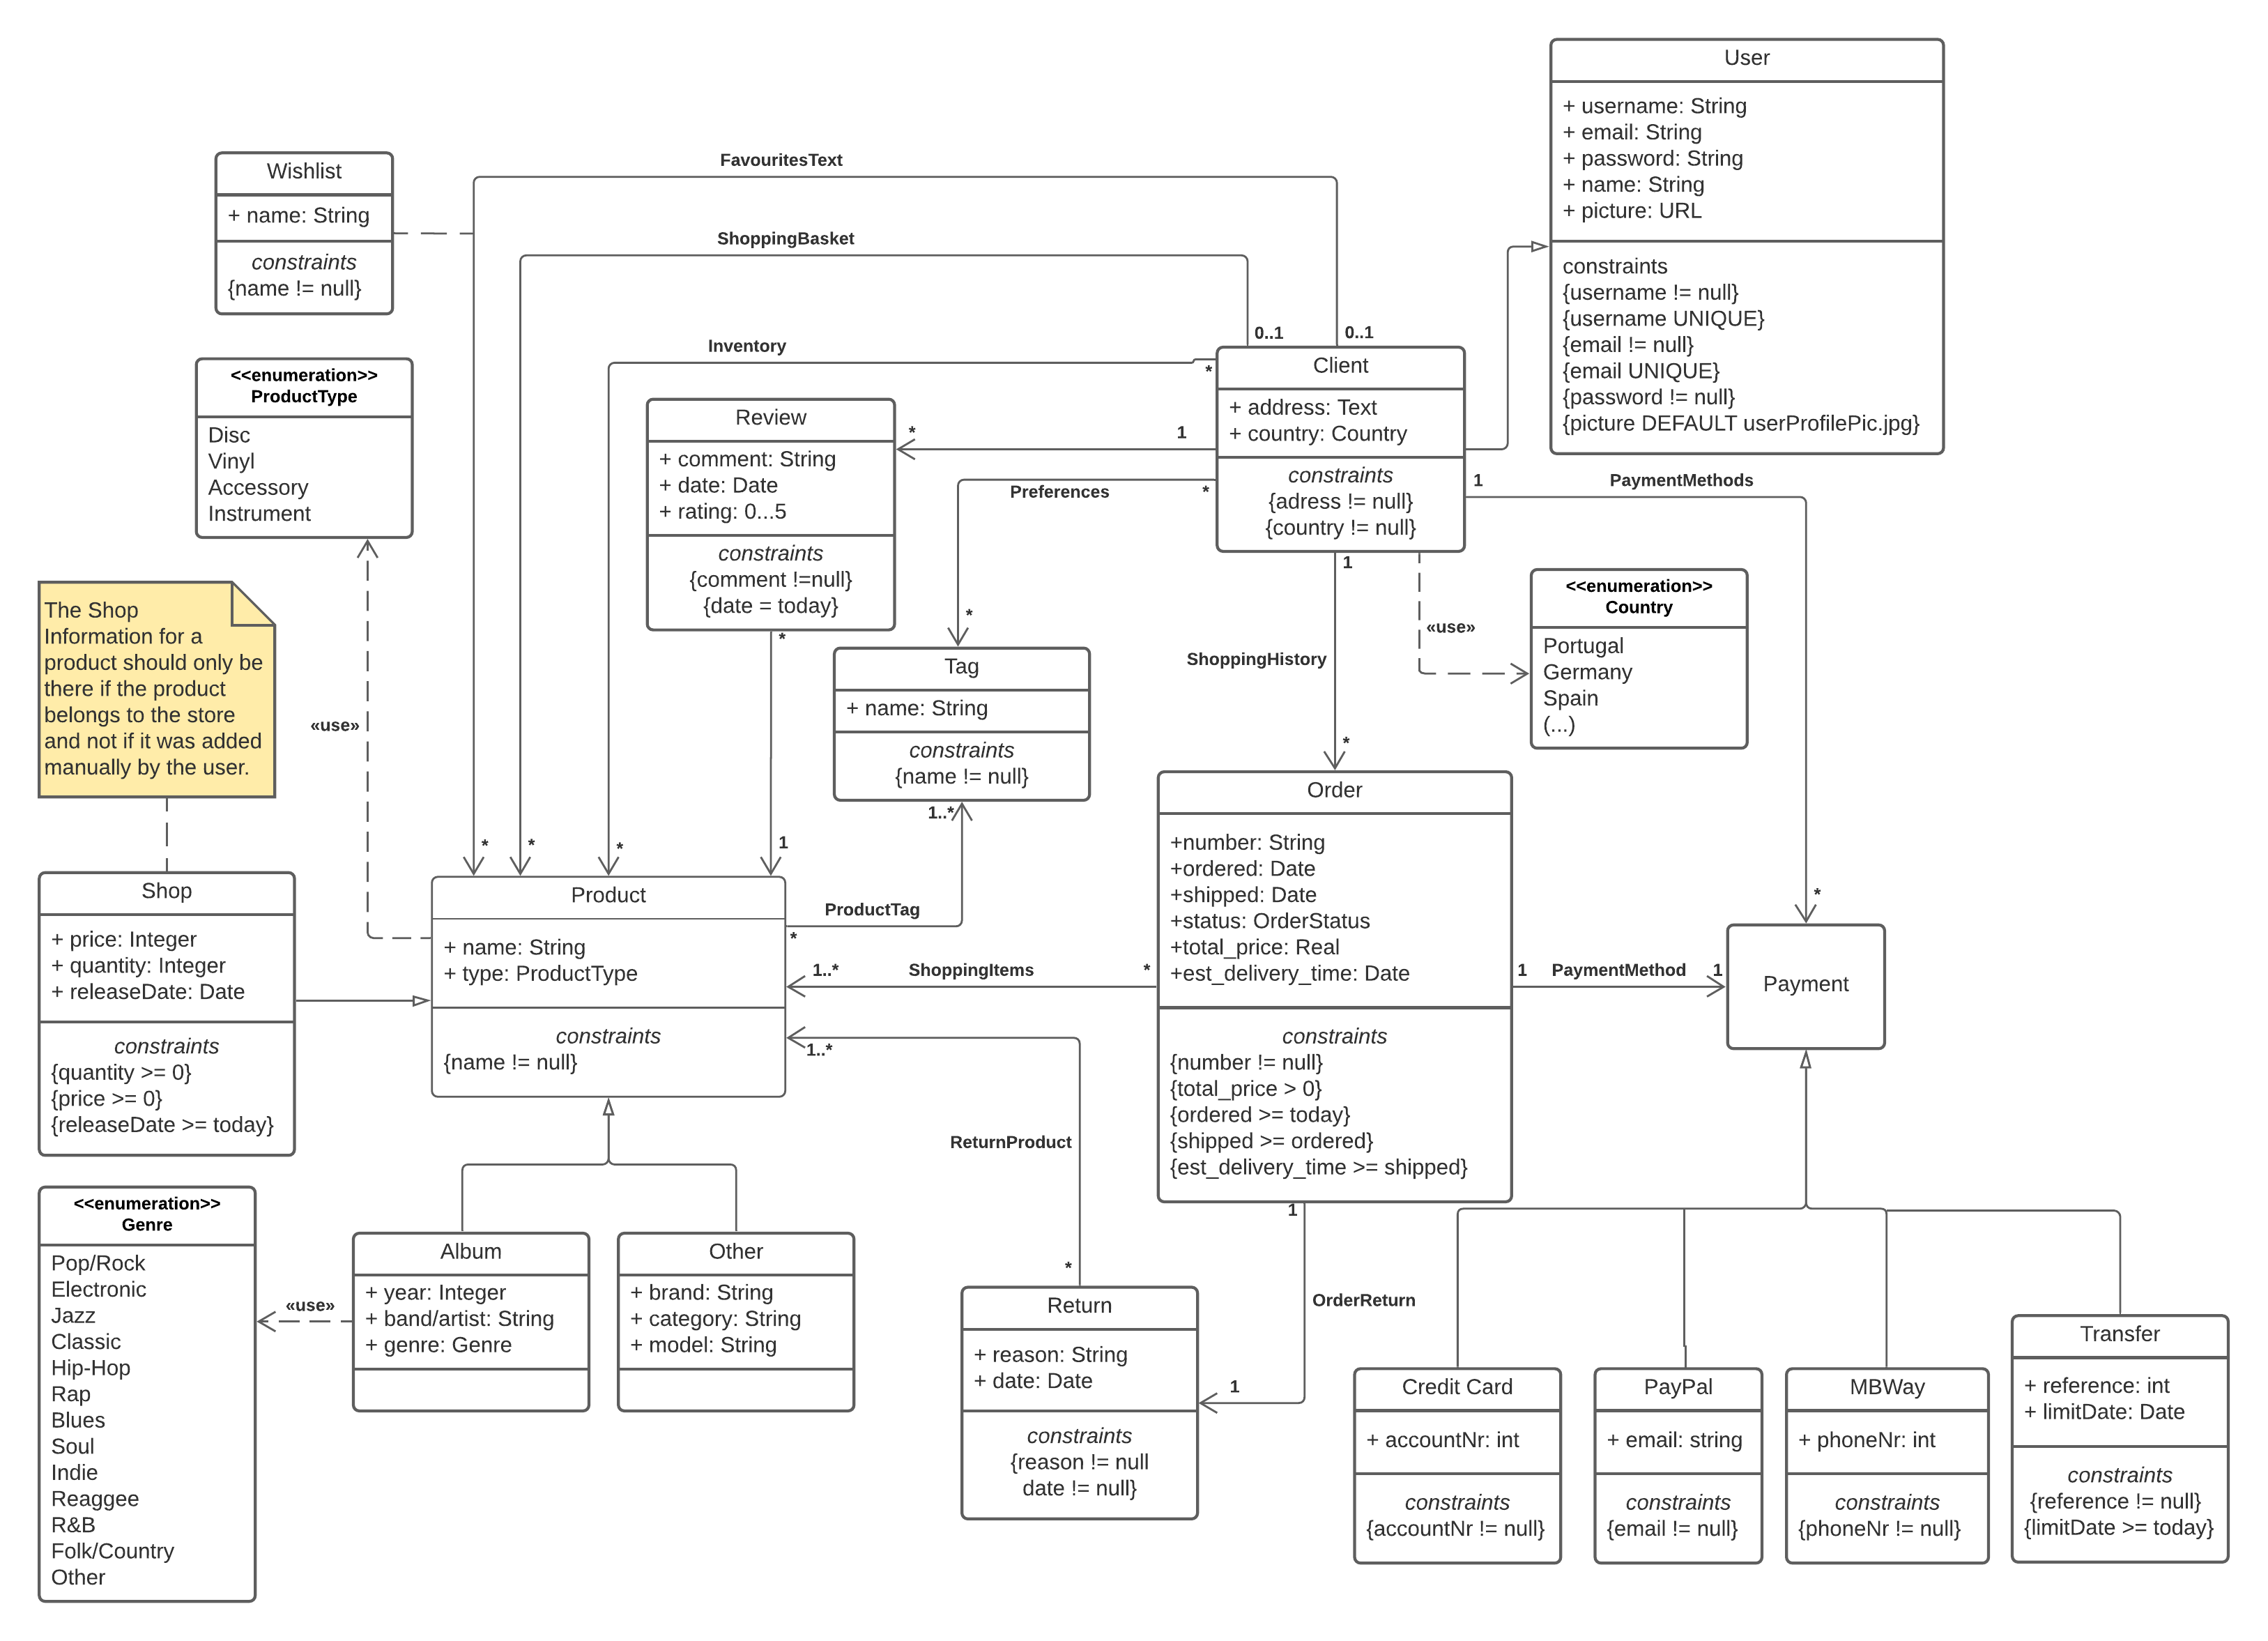 User
+ username: String
+ email: String
+ password: String
+ name: String
+ picture: URL
constraints
{username != null}
{username UNIQUE}
{email != null}
{email UNIQUE}
{password != null}
{picture DEFAULT userProfilePic.jpg}
Wishlist
+ name: String
constraints
{name != null}
FavouritesText
ShoppingBasket
Inventory
0..1
0..1
*
<<enumeration>>
ProductType
Disc
Vinyl
Accessory
Instrument
Client
+ address: Text
+ country: Country
constraints
{adress != null}
{country != null}
Review
+ comment: String
+ date: Date
+ rating: 0...5
constraints
{comment !=null}
{date = today}
*
1
Preferences
*
*
1
PaymentMethods
*
<<enumeration>>
Country
Portugal
Germany
Spain
(...)
«use»
1
ShoppingHistory
*
The Shop
Information for a
product should only be
there if the product
belongs to the store
and not if it was added
manually by the user.
«use»
Tag
+ name: String
constraints
{name != null}
1..*
*
1
*
*
*
Shop
+ price: Integer
+ quantity: Integer
+ releaseDate: Date
constraints
{quantity >= 0}
{price >= 0}
{releaseDate >= today}
Product
+ name: String
+ type: ProductType
constraints
{name != null}
ProductTag
*
1..*
ShoppingItems
*
1..*
Order
+number: String
+ordered: Date
+shipped: Date
+status: OrderStatus
+total_price: Real
+est_delivery_time: Date
constraints
{number != null}
{total_price > 0}
{ordered >= today}
{shipped >= ordered}
{est_delivery_time >= shipped}
1
PaymentMethod
1
Payment
ReturnProduct
*
1
OrderReturn
1
<<enumeration>>
Genre
Pop/Rock
Electronic
Jazz
Classic
Hip-Hop
Rap
Blues
Soul
Indie
Reaggee
R&B
Folk/Country
Other
«use»
Album
+ year: Integer
+ band/artist: String
+ genre: Genre
Other
+ brand: String
+ category: String
+ model: String
Return
+ reason: String
+ date: Date
constraints
{reason != null
date != null}
Credit Card
+ accountNr: int
constraints
{accountNr != null}
PayPal
+ email: string
constraints
{email != null}
MBWay
+ phoneNr: int
constraints
{phoneNr != null}
Transfer
+ reference: int
+ limitDate: Date
constraints
{reference != null}
{limitDate >= today}